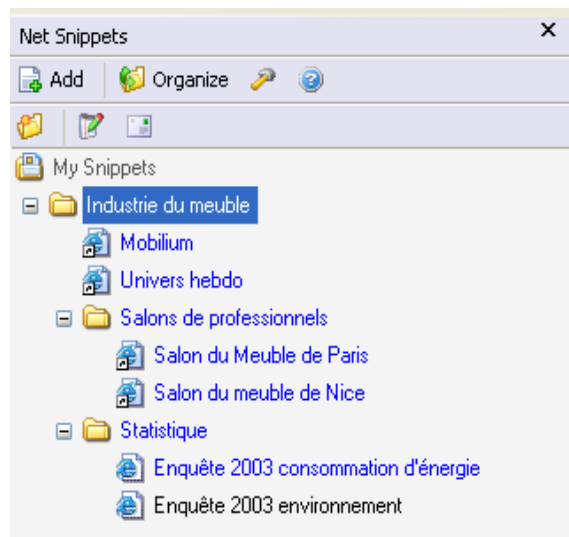 Net Snippets
Add Organize
My Snippets
Industrie du meuble
Mobilium
Univers hebdo
Salons de professionnels
Salon du Meuble de Paris
Salon du meuble de Nice
Statistique
Enquête 2003 consommation d'énergie
Enquête 2003 environnement